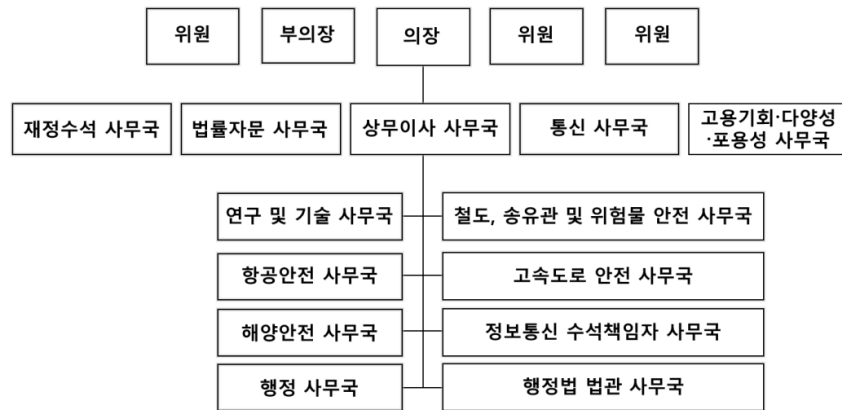 위원
부의장
의장
위원
위원
재정수석 사무국
법률자문 사무국
상무이사 사무국
통신 사무국
고용기회·다양성
·포용성 사무국
연구 및 기술 사무국
철도, 송유관 및 위험물 안전 사무국
항공안전 사무국
고속도로 안전 사무국
해양안전 사무국
정보통신 수석책임자 사무국
행정 사무국
행정법 법관 사무국